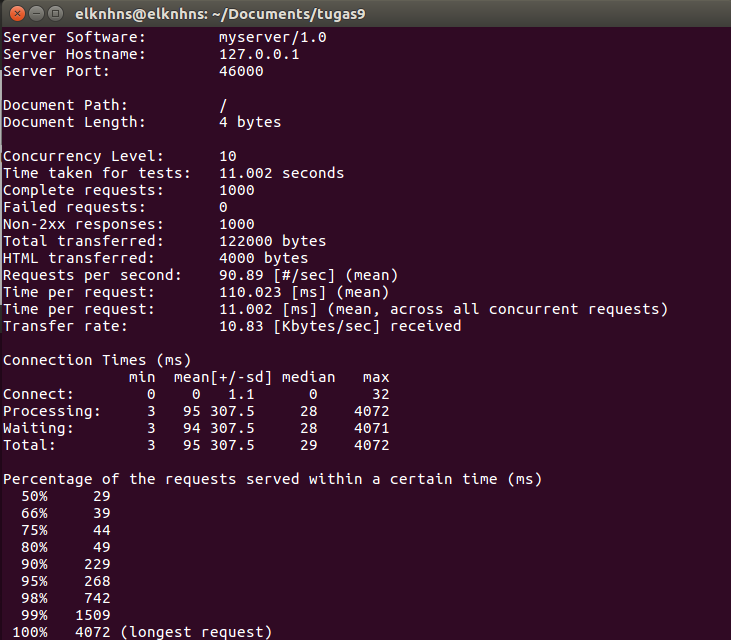 elknhns@elknhns: ~/Documents/tugas9
Server Software:        myserver/1.0
Server Hostname:        127.0.0.1
Server Port:            46000

Document Path:          /
Document Length:        4 bytes

Concurrency Level:      10
Time taken for tests:   11.002 seconds
Complete requests:      1000
Failed requests:        0
Non-2xx responses:      1000
Total transferred:      122000 bytes
HTML transferred:       4000 bytes
Requests per second:    90.89 [#/sec] (mean)
Time per request:       110.023 [ms] (mean)
Time per request:       11.002 [ms] (mean, across all concurrent requests)
Transfer rate:          10.83 [Kbytes/sec] received

Connection Times (ms)
              min  mean[+/-sd] median   max
Connect:        0    0   1.1      0      32
Processing:     3   95 307.5     28    4072
Waiting:        3   94 307.5     28    4071
Total:          3   95 307.5     29    4072

Percentage of the requests served within a certain time (ms)
  50%     29
  66%     39
  75%     44
  80%     49
  90%    229
  95%    268
  98%    742
  99%   1509
 100%   4072 (longest request)